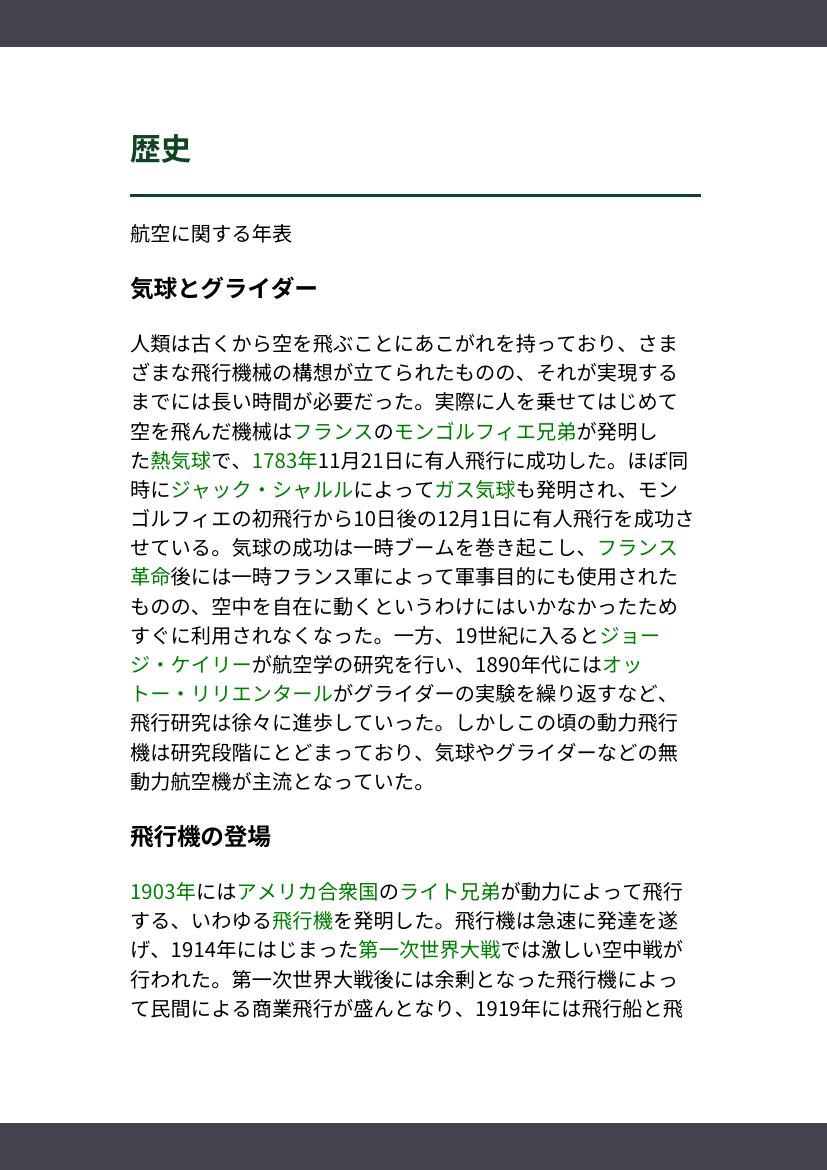 歴史
航空に関する年表
気球とグライダー
人類は古くから空を飛ぶことにあこがれを持っており、さま
ざまな飛行機械の構想が立てられたものの、それが実現する
までには長い時間が必要だった。実際に人を乗せてはじめて
空を飛んだ機械はフランスのモンゴルフィエ兄弟が発明し
た熱気球で、1783年11月21日に有人飛行に成功した。ほぼ同
時にジャック・シャルルによってガス気球も発明され、モン
ゴルフィエの初飛行から10日後の12月1日に有人飛行を成功さ
せている。気球の成功は一時ブームを巻き起こし、フランス
革命後には一時フランス軍によって軍事目的にも使用された
ものの、空中を自在に動くというわけにはいかなかったため
すぐに利用されなくなった。一方、19世紀に入るとジョー
ジ・ケイリーが航空学の研究を行い、1890年代にはオッ
トー・リリエンタールがグライダーの実験を繰り返すなど、
飛行研究は徐々に進歩していった。しかしこの頃の動力飛行
機は研究段階にとどまっており、気球やグライダーなどの無
動力航空機が主流となっていた。
飛行機の登場
1903年にはアメリカ合衆国のライト兄弟が動力によって飛行
する、いわゆる飛行機を発明した。飛行機は急速に発達を遂
げ、1914年にはじまった第一次世界大戦では激しい空中戦が
行われた。第一次世界大戦後には余剰となった飛行機によっ
て民間による商業飛行が盛んとなり、1919年には飛行船と飛